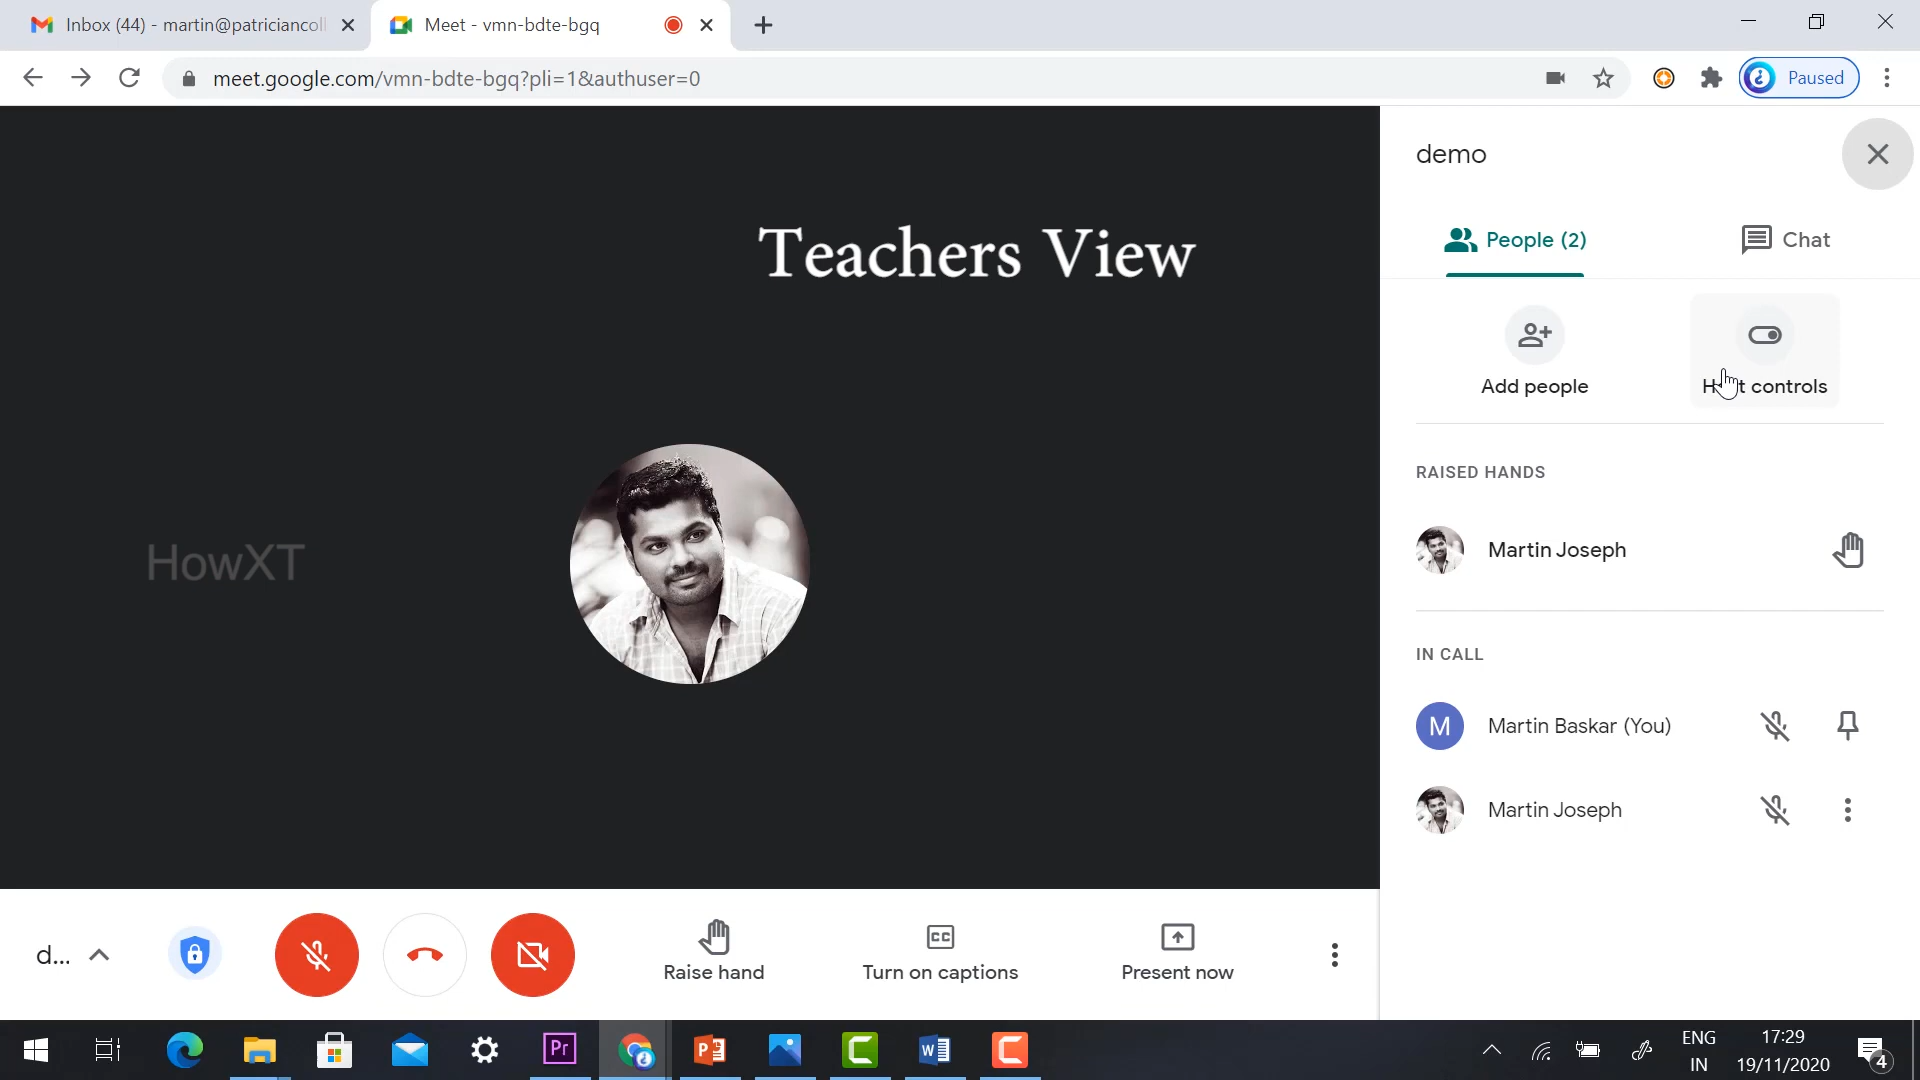 Inbox (44) - martin@patriciancoll
Meet - vmn-bdte-bgq
meet.google.com/vmn-bdte-bgq?pli=1&authuser=0
Paused
Teachers View
HowXT
demo
People (2)
Chat
Add people
controls
RAISED HANDS
Martin Joseph
IN CALL
M
Martin Baskar (You)
Martin Joseph
d...
Raise hand
CC
Turn on captions
Present now
Pr
ENG
IN
17:29
19/11/2020
4